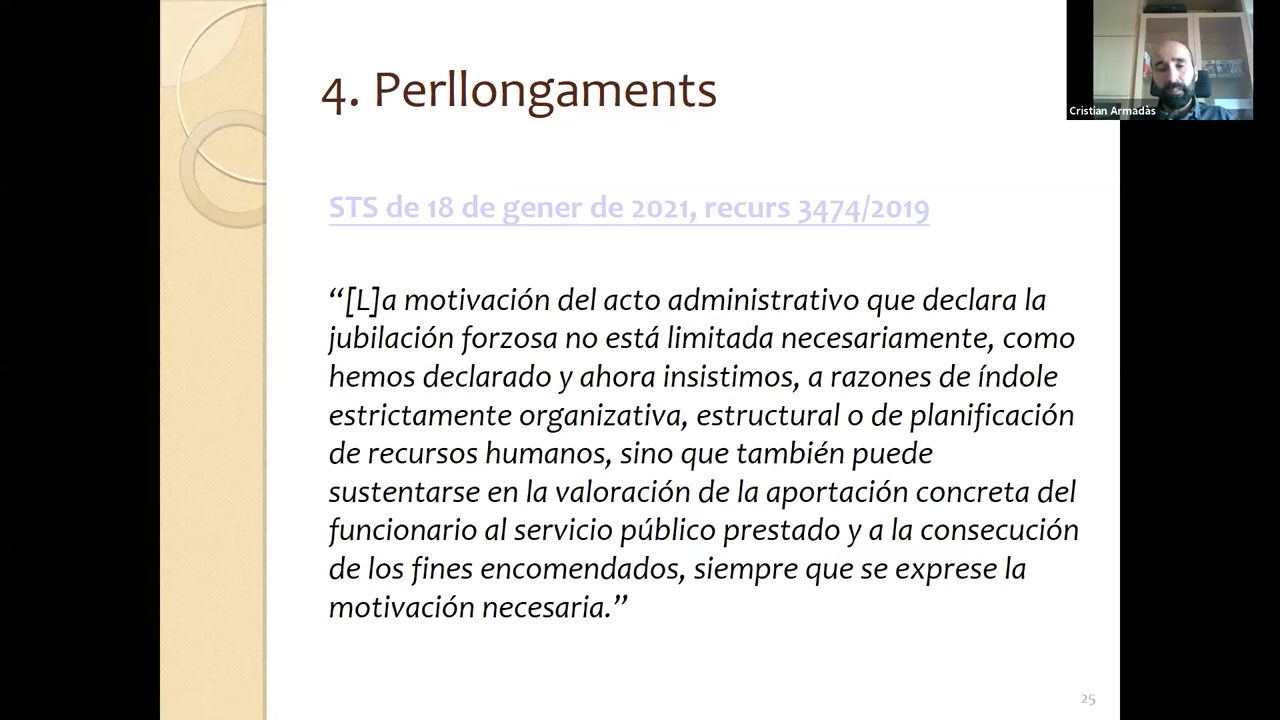 4. Perllongaments
Cristian Armadàs
STS de 18 de gener de 2021, recurs 3474/2019
“[L]a motivación del acto administrativo que declara la
jubilación forzosa no está limitada necesariamente, como
hemos declarado y ahora insistimos, a razones de índole
estrictamente organizativa, estructural o de planificación
de recursos humanos, sino que también puede
sustentarse en la valoración de la aportación concreta del
funcionario al servicio público prestado y a la consecución
de los fines encomendados, siempre que se exprese la
motivación necesaria.”
25